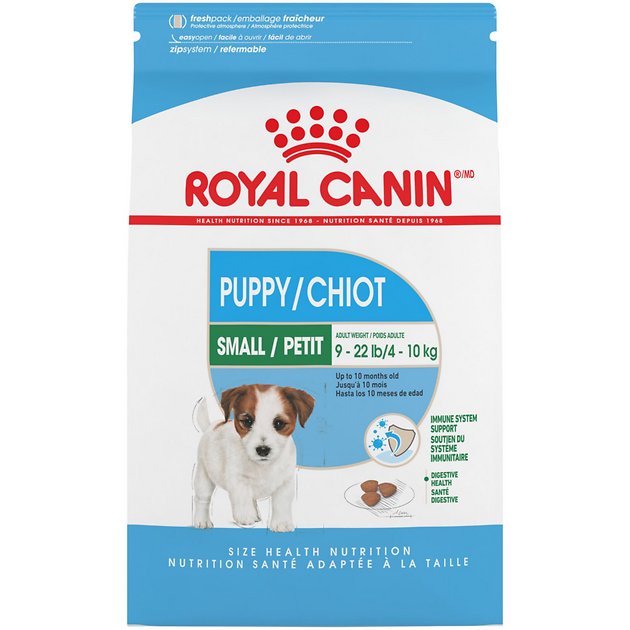 freshpack / emballage fraîcheur
Protective atmosphere / Atmosphère protectrice
easyopen / facile à ouvrir / fácil de abrir
zipsystem / refermable
ROYAL CANIN®/MD
HEALTH NUTRITION SINCE 1968 - NUTRITION SANTÉ DEPUIS 1968
PUPPY / CHIOT
SMALL / PETIT
ADULT WEIGHT / POIDS ADULTE
9 - 22 lb/4 - 10 kg
Up to 10 months old
Jusqu'à 10 mois
Hasta los 10 meses de edad
IMMUNE SYSTEM
SUPPORT
SOUTIEN DU
SYSTÈME
IMMUNITAIRE
DIGESTIVE
HEALTH
SANTÉ
DIGESTIVE
SIZE HEALTH NUTRITION
NUTRITION SANTÉ ADAPTÉE À LA TAILLE